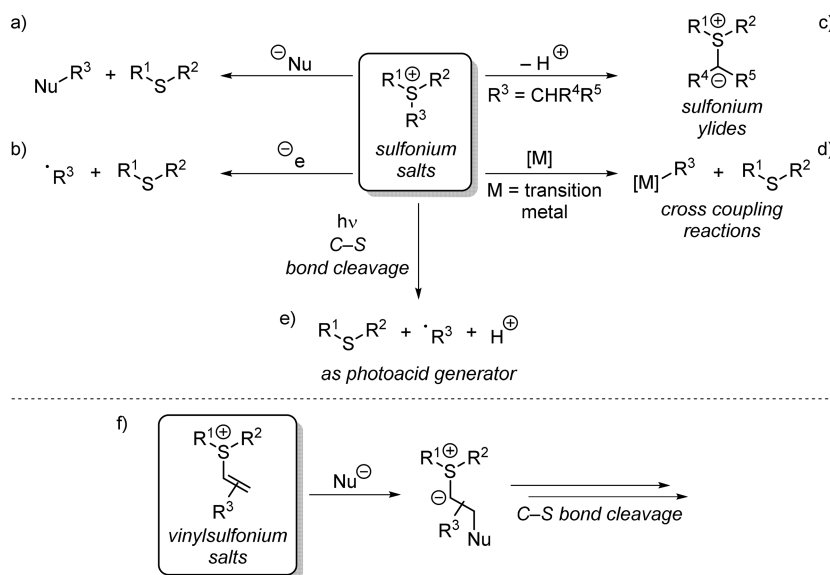 a)
Nu R³ + R¹ S R²
⊖Nu
R¹ ⊕ R²
S
R³
sulfonium
salts
– H⊕
R³ = CHR⁴R⁵
c)
R¹ ⊕ R²
S
R⁴ ⊖ R⁵
sulfonium
ylides
b)
·R³ + R¹ S R²
⊖e
[M]
M = transition
metal
d)
[M] R³ + R¹ S R²
cross coupling
reactions
hν
C–S
bond cleavage
e)
R¹ S R² + ·R³ + H⊕
as photoacid generator
f)
R¹ ⊕ R²
S
R³
vinylsulfonium
salts
Nu⊖
R¹ ⊕ R²
S
⊖
R³
Nu
C–S bond cleavage